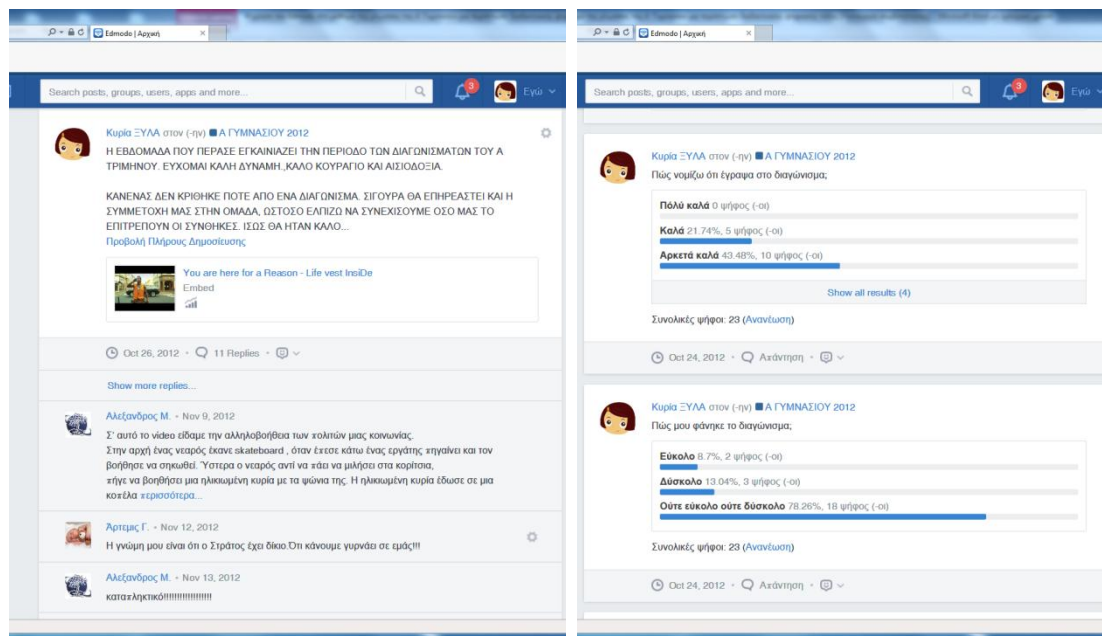 Edmodo | Αρχική
Search posts, groups, users, apps and more...
3
Εγώ
Κυρία ΞΥΛΑ στον (-ην) Α ΓΥΜΝΑΣΙΟΥ 2012
Η ΕΒΔΟΜΑΔΑ ΠΟΥ ΠΕΡΑΣΕ ΕΓΚΑΙΝΙΑΖΕΙ ΤΗΝ ΠΕΡΙΟΔΟ ΤΩΝ ΔΙΑΓΩΝΙΣΜΑΤΩΝ ΤΟΥ Α
ΤΡΙΜΗΝΟΥ. ΕΥΧΟΜΑΙ ΚΑΛΗ ΔΥΝΑΜΗ.,ΚΑΛΟ ΚΟΥΡΑΓΙΟ ΚΑΙ ΑΙΣΙΟΔΟΞΙΑ.
ΚΑΝΕΝΑΣ ΔΕΝ ΚΡΙΘΗΚΕ ΠΟΤΕ ΑΠΟ ΕΝΑ ΔΙΑΓΩΝΙΣΜΑ. ΣΙΓΟΥΡΑ ΘΑ ΕΠΗΡΕΑΣΤΕΙ ΚΑΙ Η
ΣΥΜΜΕΤΟΧΗ ΜΑΣ ΣΤΗΝ ΟΜΑΔΑ, ΩΣΤΟΣΟ ΕΛΠΙΖΩ ΝΑ ΣΥΝΕΧΙΣΟΥΜΕ ΟΣΟ ΜΑΣ ΤΟ
ΕΠΙΤΡΕΠΟΥΝ ΟΙ ΣΥΝΘΗΚΕΣ. ΙΣΩΣ ΘΑ ΗΤΑΝ ΚΑΛΟ...
Προβολή Πλήρους Δημοσίευσης
You are here for a Reason - Life vest InsiDe
Embed
Oct 26, 2012 • 11 Replies •
Show more replies...
Αλεξανδρος Μ. • Nov 9, 2012
Σ' αυτό το video είδαμε την αλληλοβοήθεια των πολιτών μιας κοινωνίας.
Στην αρχή ένας νεαρός έκανε skateboard , όταν έπεσε κάτω ένας εργάτης πηγαίνει και τον
βοήθησε να σηκωθεί. Ύστερα ο νεαρός αντί να πάει να μιλήσει στα κορίτσια,
πήγε να βοηθήσει μια ηλικιωμένη κυρία με τα ψώνια της. Η ηλικιωμένη κυρία έδωσε σε μια
κοπέλα περισσότερα...
Άρτεμις Γ. • Nov 12, 2012
Η γνώμη μου είναι ότι ο Στράτος έχει δίκιο.Ότι κάνουμε γυρνάει σε εμάς!!!
Αλεξανδρος Μ. • Nov 13, 2012
καταπληκτικό!!!!!!!!!!!!!!!!!!!
Edmodo | Αρχική
Search posts, groups, users, apps and more...
3
Εγώ
Κυρία ΞΥΛΑ στον (-ην) Α ΓΥΜΝΑΣΙΟΥ 2012
Πώς νομίζω ότι έγραψα στο διαγώνισμα;
Πόλύ καλά 0 ψήφος (-οι)
Καλά 21.74%, 5 ψήφος (-οι)
Αρκετά καλά 43.48%, 10 ψήφος (-οι)
Show all results (4)
Συνολικές ψήφοι: 23 (Ανανέωση)
Oct 24, 2012 • Απάντηση •
Κυρία ΞΥΛΑ στον (-ην) Α ΓΥΜΝΑΣΙΟΥ 2012
Πώς μου φάνηκε το διαγώνισμα;
Εύκολο 8.7%, 2 ψήφος (-οι)
Δύσκολο 13.04%, 3 ψήφος (-οι)
Ούτε εύκολο ούτε δύσκολο 78.26%, 18 ψήφος (-οι)
Συνολικές ψήφοι: 23 (Ανανέωση)
Oct 24, 2012 • Απάντηση •